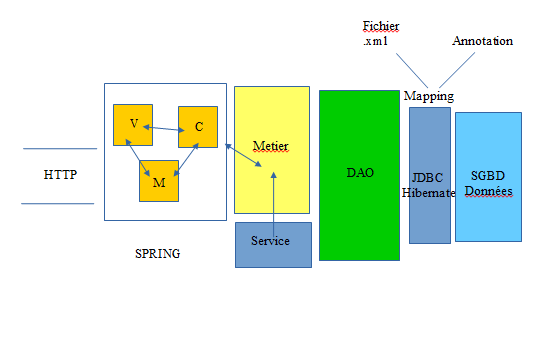 Fichier
.xml
Annotation
Mapping
V
C
M
HTTP
Metier
DAO
JDBC
Hibernate
SGBD
Données
Service
SPRING